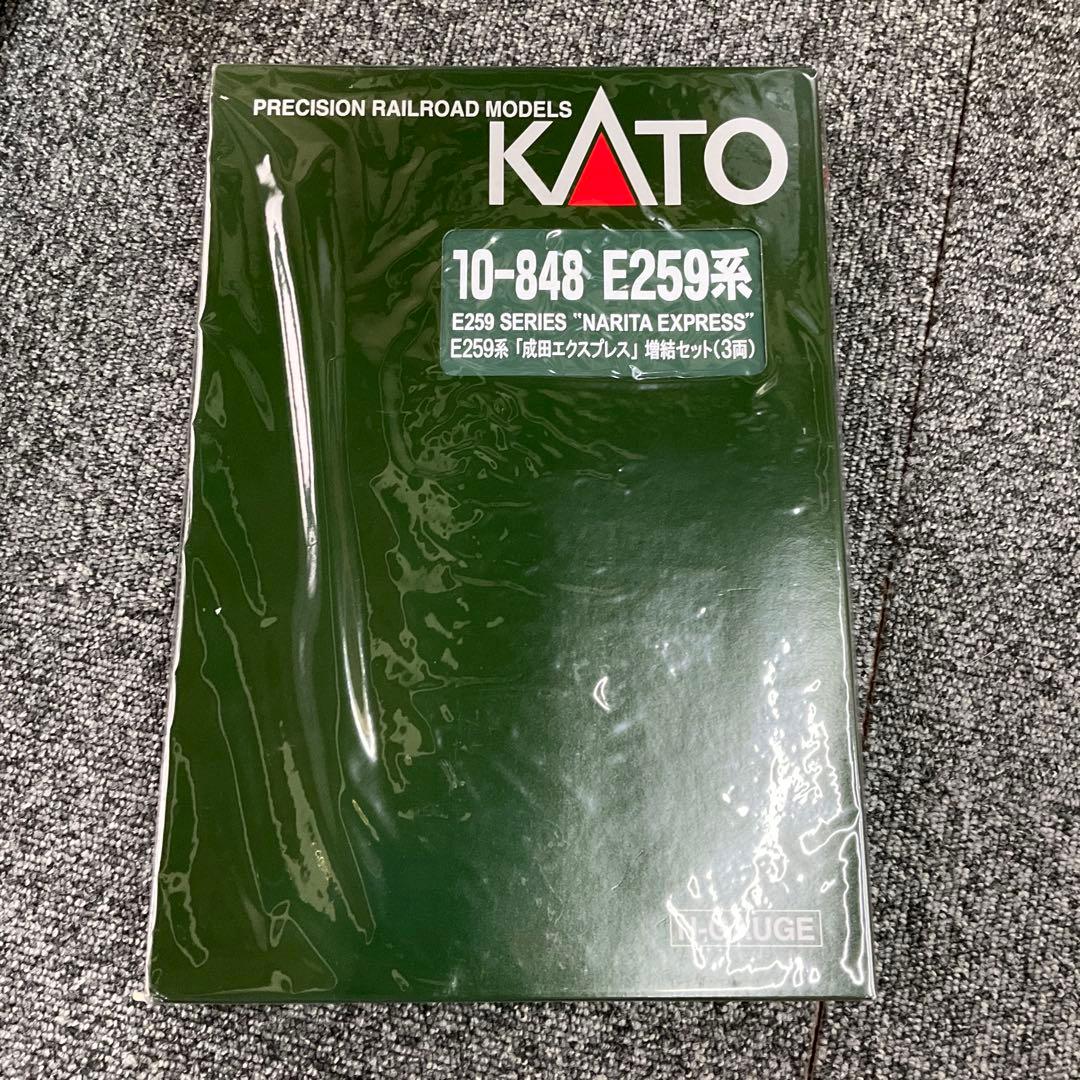 PRECISION RAILROAD MODELS
KATO
10-848 E259系
E259 SERIES "NARITA EXPRESS"
E259系「成田エクスプレス」増結セット(3両)
N-GAUGE